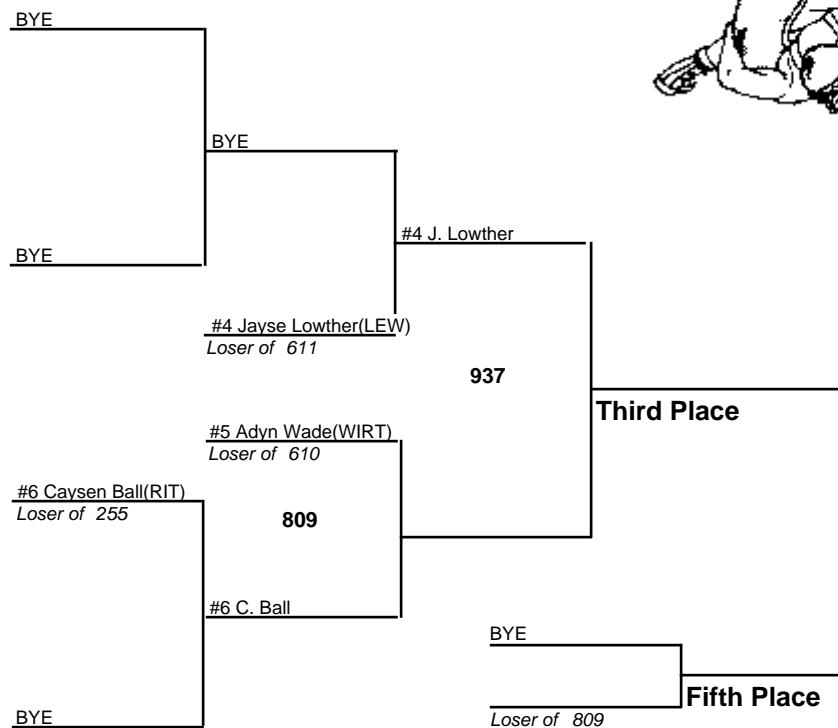 BYE
BYE
#4 J. Lowther
BYE
#4 Jayse Lowther(LEW)
Loser of 611
937
Third Place
#5 Adyn Wade(WIRT)
Loser of 610
#6 Caysen Ball(RIT)
Loser of 255
809
#6 C. Ball
BYE
Fifth Place
BYE
Loser of 809